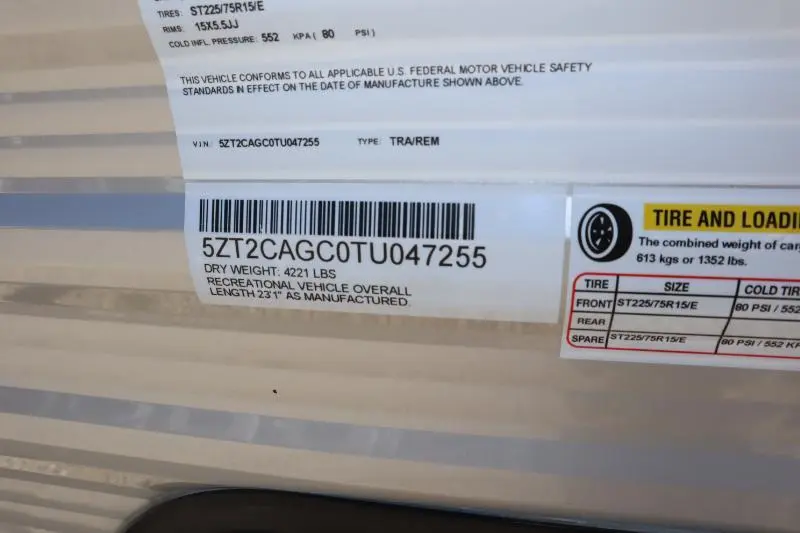 TIRES: ST225/75R15/E
RIMS: 15X5.5JJ
COLD INFL. PRESSURE: 552 KPA ( 80 PSI)
THIS VEHICLE CONFORMS TO ALL APPLICABLE U.S. FEDERAL MOTOR VEHICLE SAFETY
STANDARDS IN EFFECT ON THE DATE OF MANUFACTURE SHOWN ABOVE.
V.I.N. 5ZT2CAGC0TU047255 TYPE: TRA/REM
5ZT2CAGC0TU047255
DRY WEIGHT: 4221 LBS
RECREATIONAL VEHICLE OVERALL
LENGTH 23'1" AS MANUFACTURED.
TIRE AND LOADI
The combined weight of car
613 kgs or 1352 lbs.
TIRE SIZE COLD TIR
FRONT ST225/75R15/E 80 PSI / 552
REAR
SPARE ST225/75R15/E 80 PSI / 552 KP